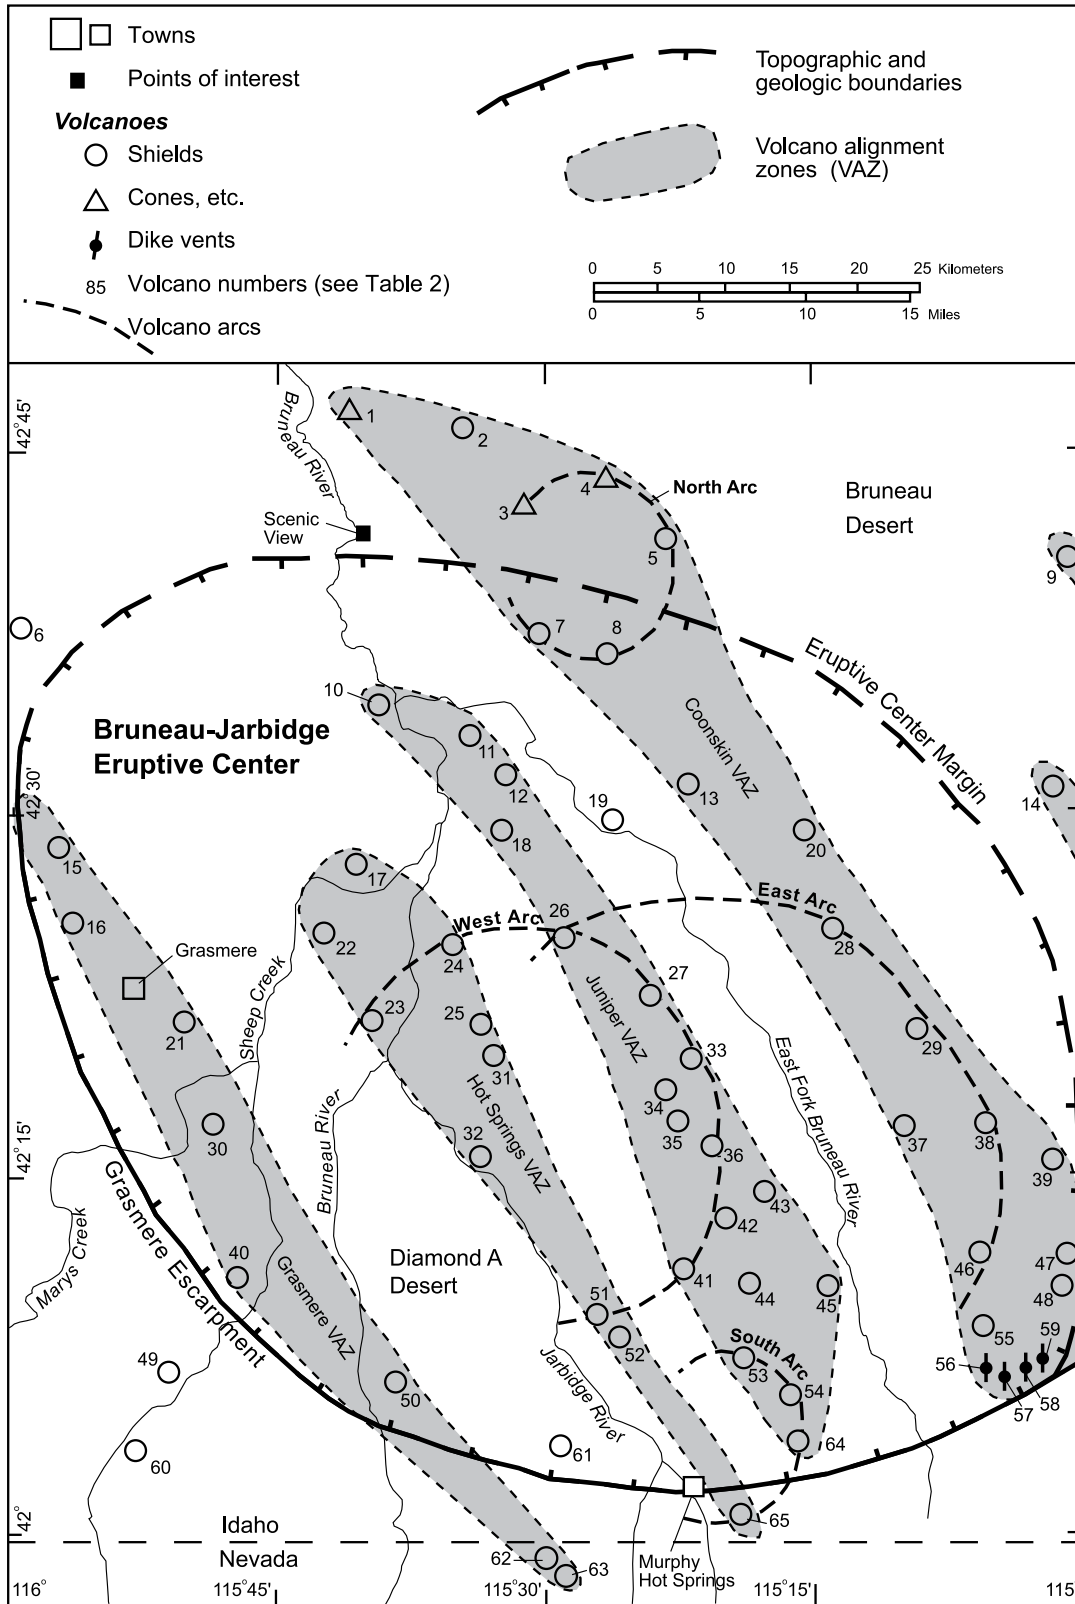 Towns
Points of interest
Volcanoes
Shields
Cones, etc.
Dike vents
85
Volcano numbers (see Table 2)
Volcano arcs
Topographic and
geologic boundaries
Volcano alignment
zones (VAZ)
0 5 10 15 20 25 Kilometers
0 5 10 15 Miles
42°45'
Bruneau River
1
2
3
4
North Arc
Bruneau
Desert
Scenic
View
5
9
6
7
8
Eruptive Center Margin
10
Bruneau-Jarbidge
Eruptive Center
11
12
Coonskin VAZ
13
14
42°30'
15
16
17
18
19
20
Grasmere
21
22
West Arc
East Arc
23
24
25
26
27
28
29
Sheep Creek
Juniper VAZ
30
31
32
33
34
35
36
37
38
39
Hot Springs VAZ
Bruneau River
East Fork Bruneau River
42°15'
Marys Creek
Grasmere Escarpment
40
Grasmere VAZ
Diamond A
Desert
41
42
43
44
45
46
47
48
49
50
51
52
South Arc
53
54
55
56
57
58
59
Jarbidge River
60
61
64
65
42°
Idaho
Nevada
62
63
Murphy
Hot Springs
116°
115°45'
115°30'
115°15'
115